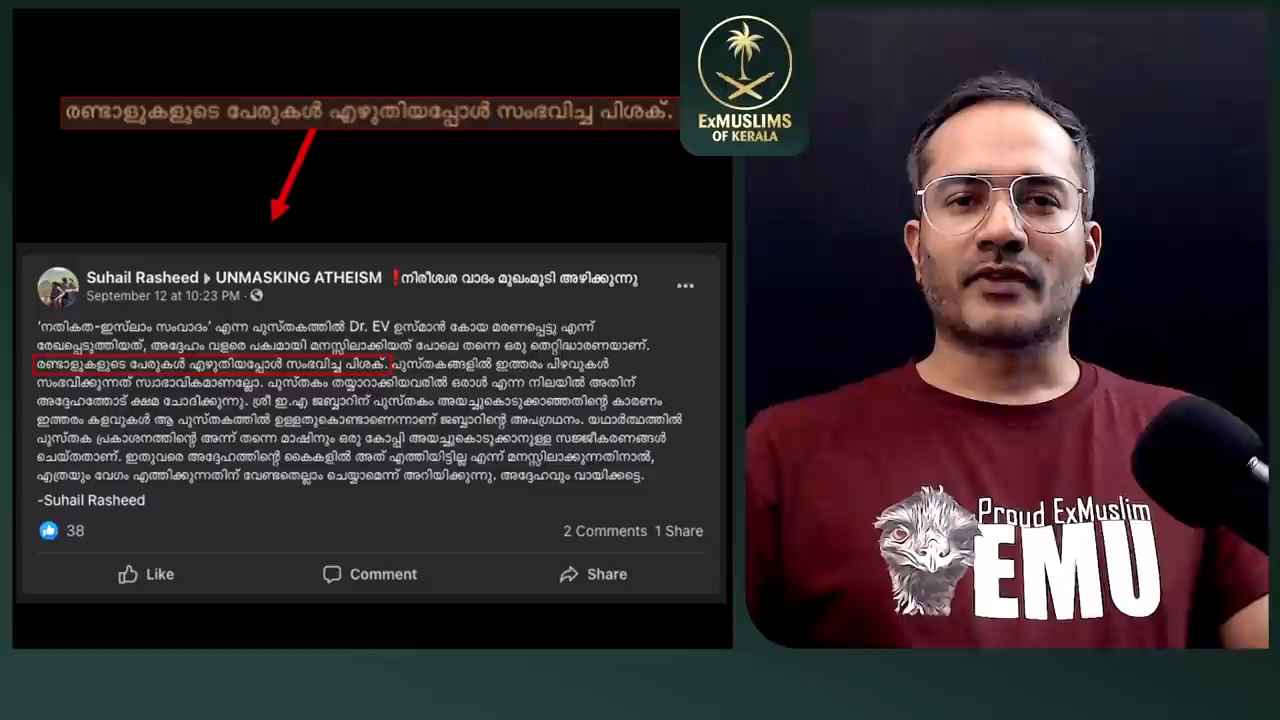 രണ്ടാളുകളുടെ പേരുകൾ എഴുതിയപ്പോൾ സംഭവിച്ച പിശക്.
ExMUSLIMS
OF KERALA
Suhail Rasheed ▸ UNMASKING ATHEISM ❗നിരീശ്വര വാദം മുഖംമൂടി അഴിക്കുന്നു
September 12 at 10:23 PM ·
‘നതികത-ഇസ്‌ലാം സംവാദം’ എന്ന പുസ്തകത്തിൽ Dr. EV ഉസ്മാൻ കോയ മരണപ്പെട്ടു എന്ന്
രേഖപ്പെടുത്തിയത്, അദ്ദേഹം വളരെ പക്വമായി മനസ്സിലാക്കിയത് പോലെ തന്നെ ഒരു തെറ്റിദ്ധാരണയാണ്.
രണ്ടാളുകളുടെ പേരുകൾ എഴുതിയപ്പോൾ സംഭവിച്ച പിശക്. പുസ്തകങ്ങളിൽ ഇത്തരം പിഴവുകൾ
സംഭവിക്കുന്നത് സ്വാഭാവികമാണല്ലോ. പുസ്തകം തയ്യാറാക്കിയവരിൽ ഒരാൾ എന്ന നിലയിൽ അതിന്
അദ്ദേഹത്തോട് ക്ഷമ ചോദിക്കുന്നു. ശ്രീ ഇ.എ ജബ്ബാറിന് പുസ്തകം അയച്ചുകൊടുക്കാഞ്ഞതിന്റെ കാരണം
ഇത്തരം കളവുകൾ ആ പുസ്തകത്തിൽ ഉള്ളതുകൊണ്ടാണെന്നാണ് ജബ്ബാറിന്റെ അപഗ്രഥനം. യഥാർത്ഥത്തിൽ
പുസ്തക പ്രകാശനത്തിന്റെ അന്ന് തന്നെ മാഷിനും ഒരു കോപ്പി അയച്ചുകൊടുക്കാനുള്ള സജ്ജീകരണങ്ങൾ
ചെയ്തതാണ്. ഇതുവരെ അദ്ദേഹത്തിന്റെ കൈകളിൽ അത് എത്തിയിട്ടില്ല എന്ന് മനസ്സിലാക്കുന്നതിനാൽ,
എത്രയും വേഗം എത്തിക്കുന്നതിന് വേണ്ടതെല്ലാം ചെയ്യാമെന്ന് അറിയിക്കുന്നു. അദ്ദേഹവും വായിക്കട്ടെ.
-Suhail Rasheed
38
2 Comments 1 Share
Like
Comment
Share
Proud ExMuslim
EMU